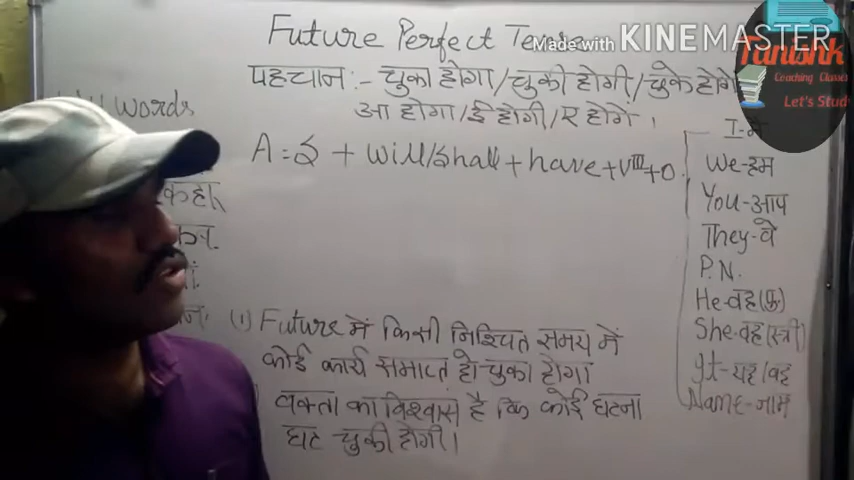 Future Perfect Tense
Made with KINEMASTER
Tanishk
Coaching Classes
Let's Study
पहचान:- चुका होगा/चुकी होगी/चुके होंगे
आ होगा/ई होगी/ए होंगे।
Words
A = S + will/shall + have + VIII + O.
I-मैं
We-हम
You-आप
They-वे
P.N.
He-वह(पु)
She-वह(स्त्री)
It-यह/वह
Name-नाम
(1) Future में किसी निश्चित समय में
कोई कार्य समाप्त हो चुका होगा
वक्ता का विश्वास है कि कोई घटना
घट चुकी होगी।